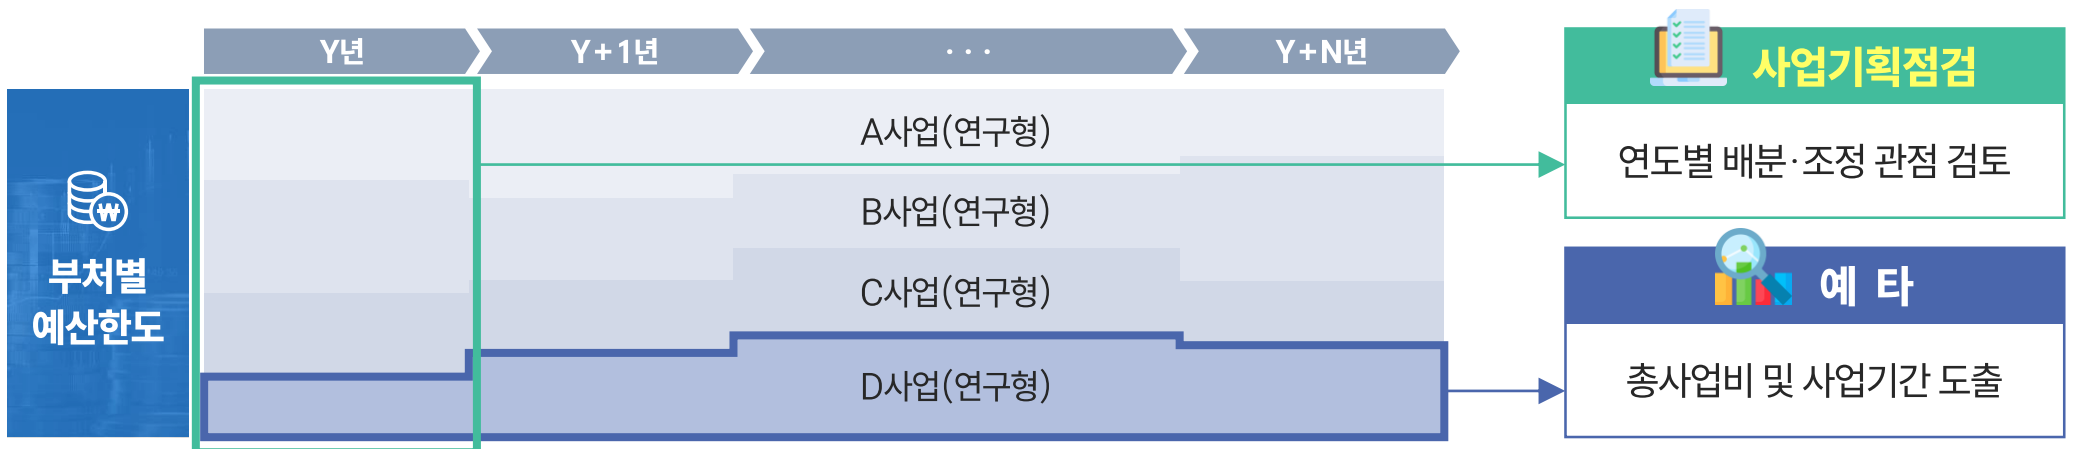 Y년
Y+1년
···
Y+N년
부처별
예산한도
A사업(연구형)
B사업(연구형)
C사업(연구형)
D사업(연구형)
사업기획점검
연도별 배분·조정 관점 검토
예 타
총사업비 및 사업기간 도출